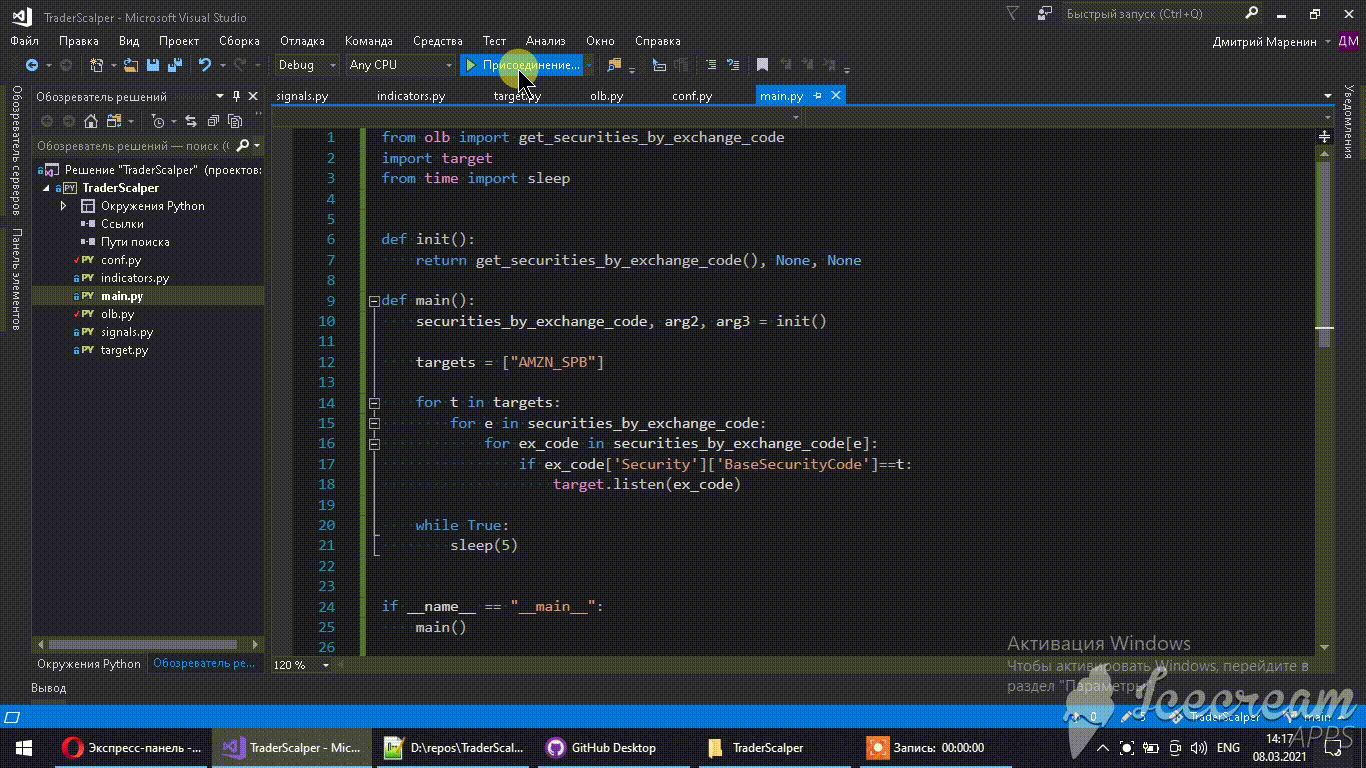 TraderScalper - Microsoft Visual Studio
Быстрый запуск (Ctrl+Q)
Файл Правка Вид Проект Сборка Отладка Команда Средства Тест Анализ Окно Справка
Дмитрий Маренин ДМ
Debug Any CPU Присоединение...
Обозреватель серверов
Панель элементов
Обозреватель решений
Обозреватель решений — поиск (
Решение "TraderScalper" (проектов:
TraderScalper
Окружения Python
Ссылки
Пути поиска
PY conf.py
PY indicators.py
PY main.py
PY olb.py
PY signals.py
PY target.py
Окружения Python Обозреватель ре...
signals.py indicators.py target.py olb.py conf.py main.py
1 from olb import get_securities_by_exchange_code
2 import target
3 from time import sleep
4
5
6 def init():
7 return get_securities_by_exchange_code(), None, None
8
9 def main():
10 securities_by_exchange_code, arg2, arg3 = init()
11
12 targets = ["AMZN_SPB"]
13
14 for t in targets:
15 for e in securities_by_exchange_code:
16 for ex_code in securities_by_exchange_code[e]:
17 if ex_code['Security']['BaseSecurityCode']==t:
18 target.listen(ex_code)
19
20 while True:
21 sleep(5)
22
23
24 if __name__ == "__main__":
25 main()
26
120 %
Уведомления
Активация Windows
Чтобы активировать Windows, перейдите в
раздел "Параметры".
Вывод
0 5 TraderScalper main
Icecream
APPS
Экспресс-панель -... TraderScalper - Mic... D:\repos\TraderScal... GitHub Desktop TraderScalper Запись: 00:00:00
ENG
14:17
08.03.2021